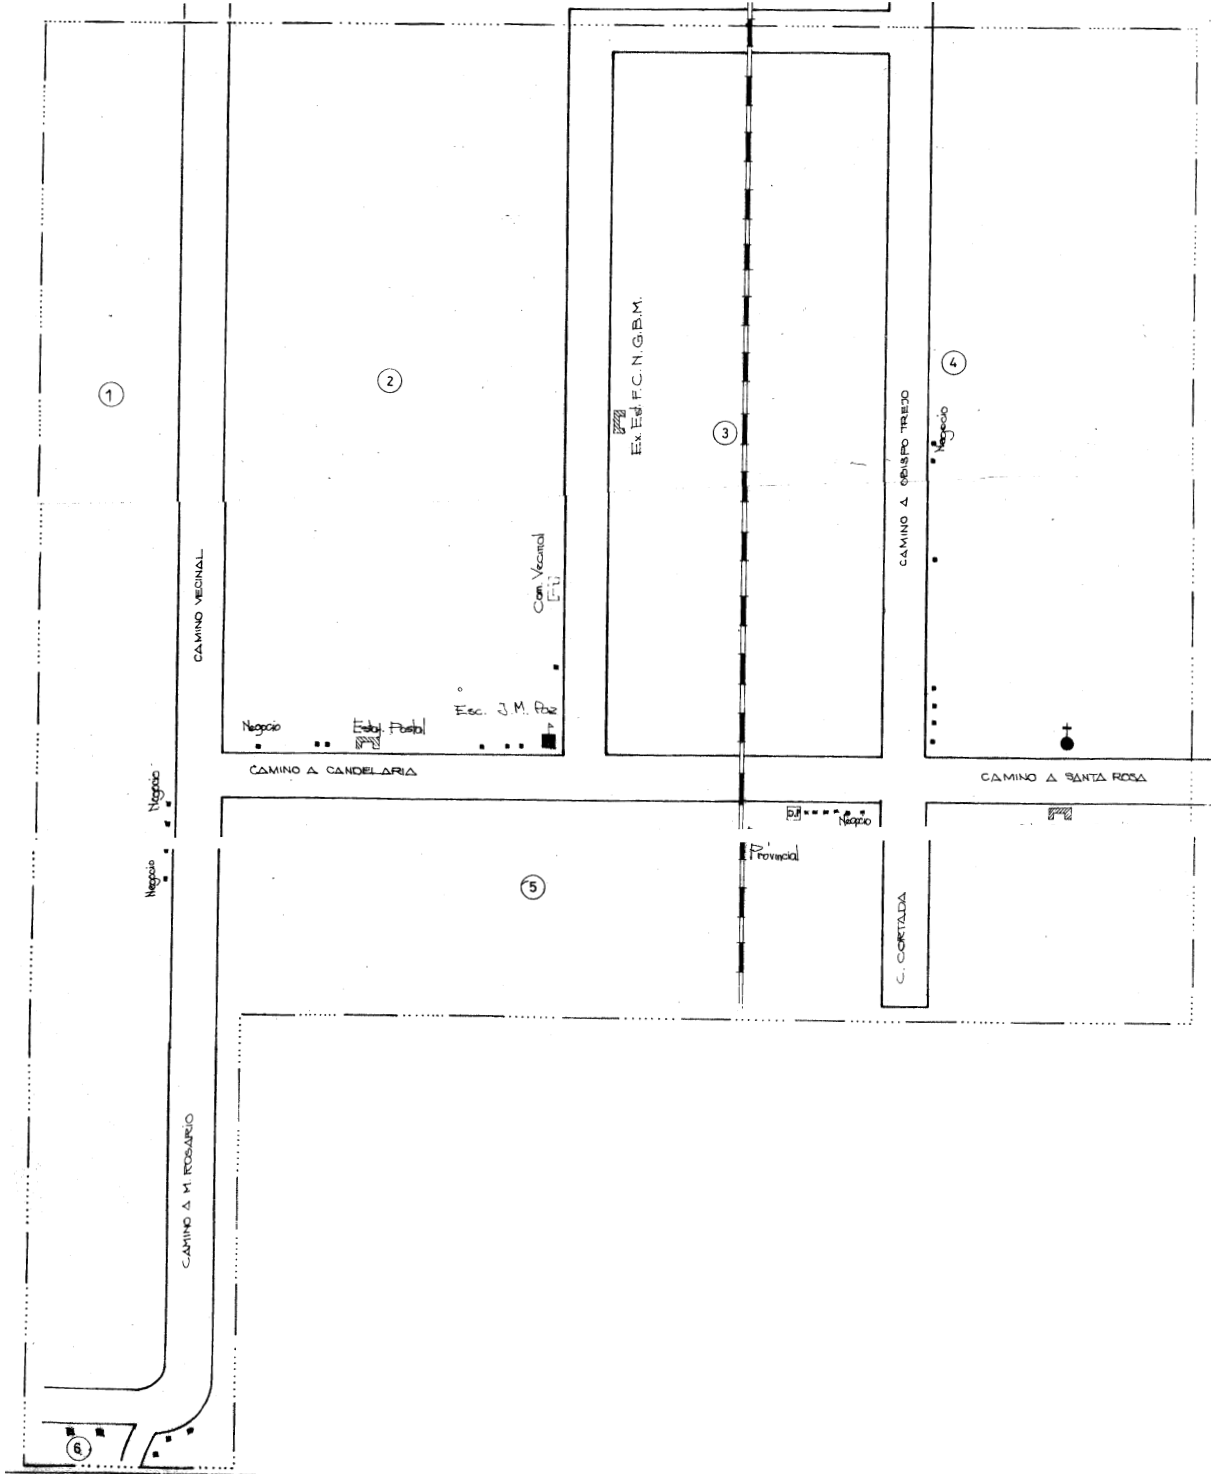 1
2
3
4
Ex. Est. F.C.N.G.B.M.
CAMINO A OBISPO TREJO
Negocio
CAMINO VECINAL
Com. Vecinal
Esc. J.M. Paz
Negocio
Estaf. Postal
CAMINO A CANDELARIA
CAMINO A SANTA ROSA
Negocio
D.P.
Negocio
Provincial
Negocio
5
C. CORTADA
CAMINO A M. ROSARIO
6